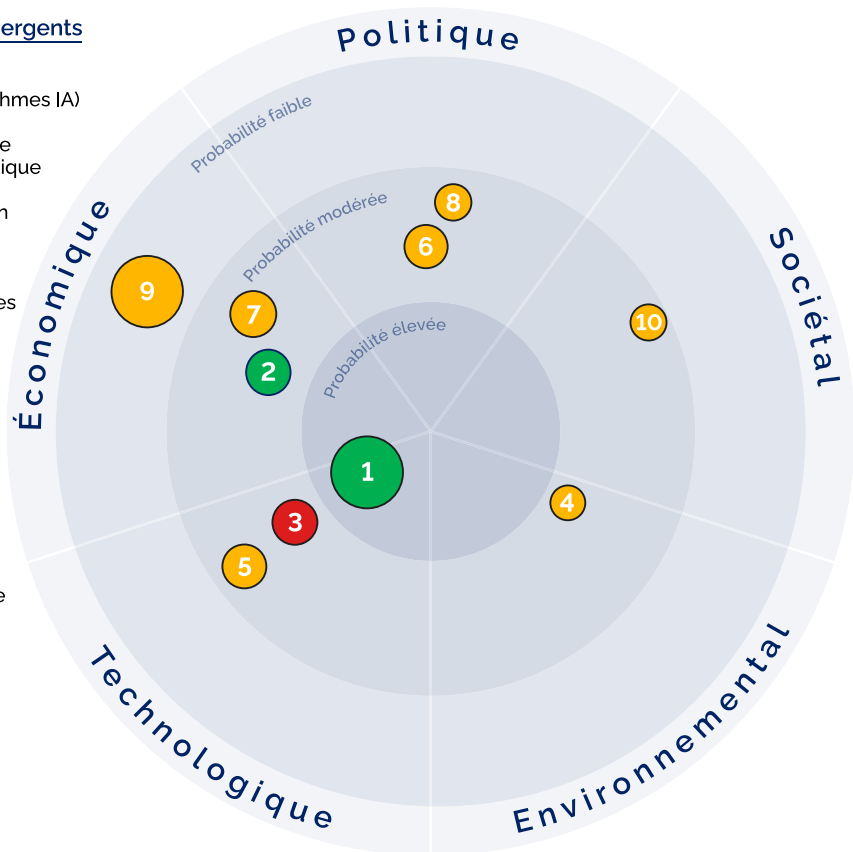 ergents
hmes IA)
e
ique
n
es
e
Politique
Sociétal
Environnemental
Technologique
Économique
Probabilité faible
Probabilité modérée
Probabilité élevée
8
6
9
7
10
2
1
4
3
5